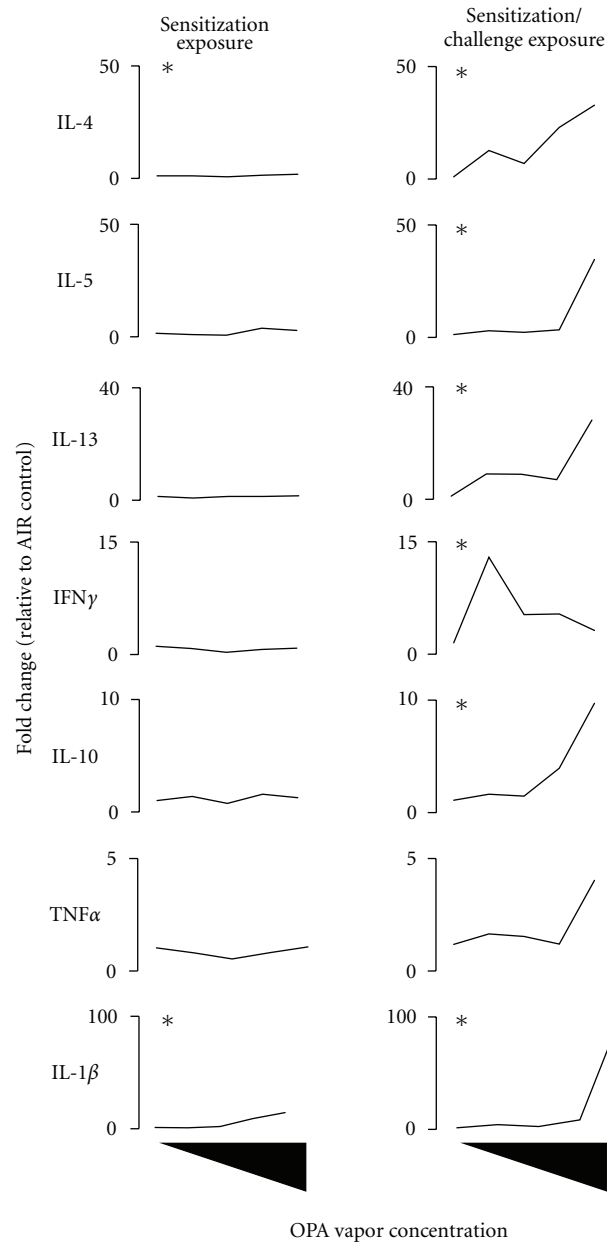 Sensitization
exposure
Sensitization/
challenge exposure
Fold change (relative to AIR control)
IL-4
50
0
*
50
0
*
IL-5
50
0
50
0
*
IL-13
40
0
40
0
*
IFNγ
15
0
15
0
*
IL-10
10
0
10
0
*
TNFα
5
0
5
0
IL-1β
100
0
*
100
0
*
OPA vapor concentration